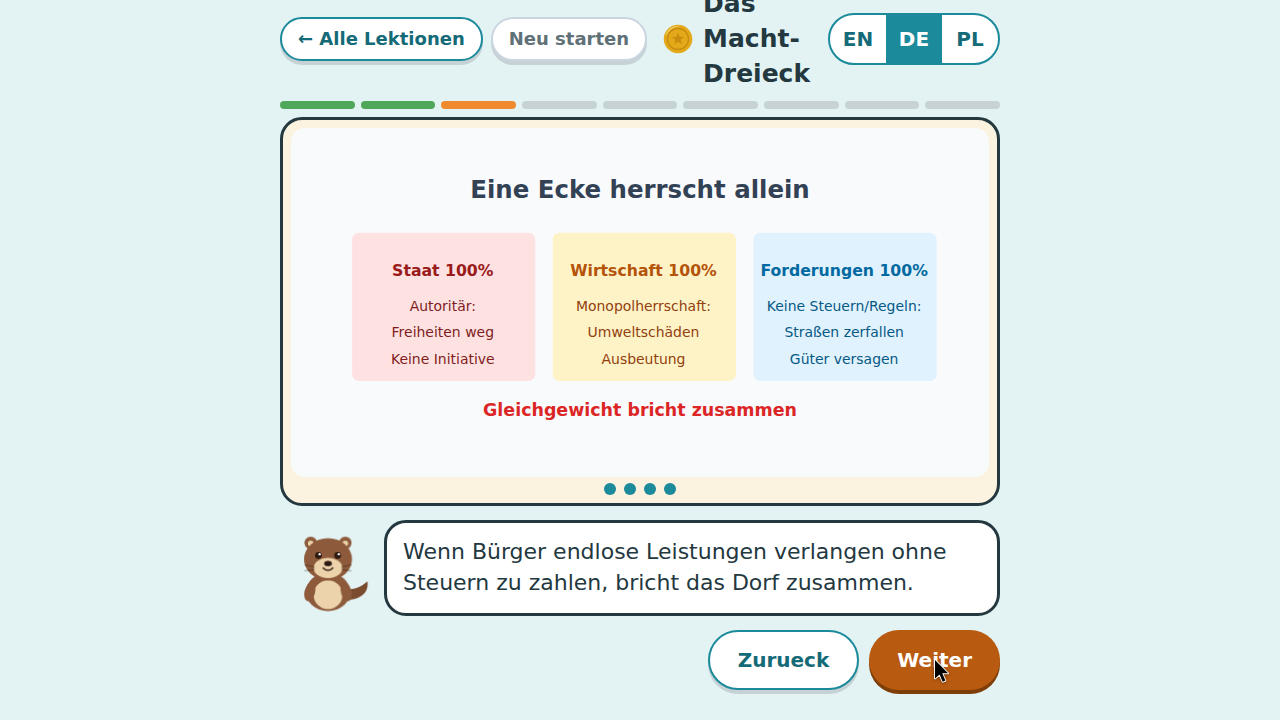 ← Alle Lektionen
Neu starten
Das
Macht-
Dreieck
EN
DE
PL
Eine Ecke herrscht allein
Staat 100%
Autoritär:
Freiheiten weg
Keine Initiative
Wirtschaft 100%
Monopolherrschaft:
Umweltschäden
Ausbeutung
Forderungen 100%
Keine Steuern/Regeln:
Straßen zerfallen
Güter versagen
Gleichgewicht bricht zusammen
Wenn Bürger endlose Leistungen verlangen ohne
Steuern zu zahlen, bricht das Dorf zusammen.
Zurueck
Weiter